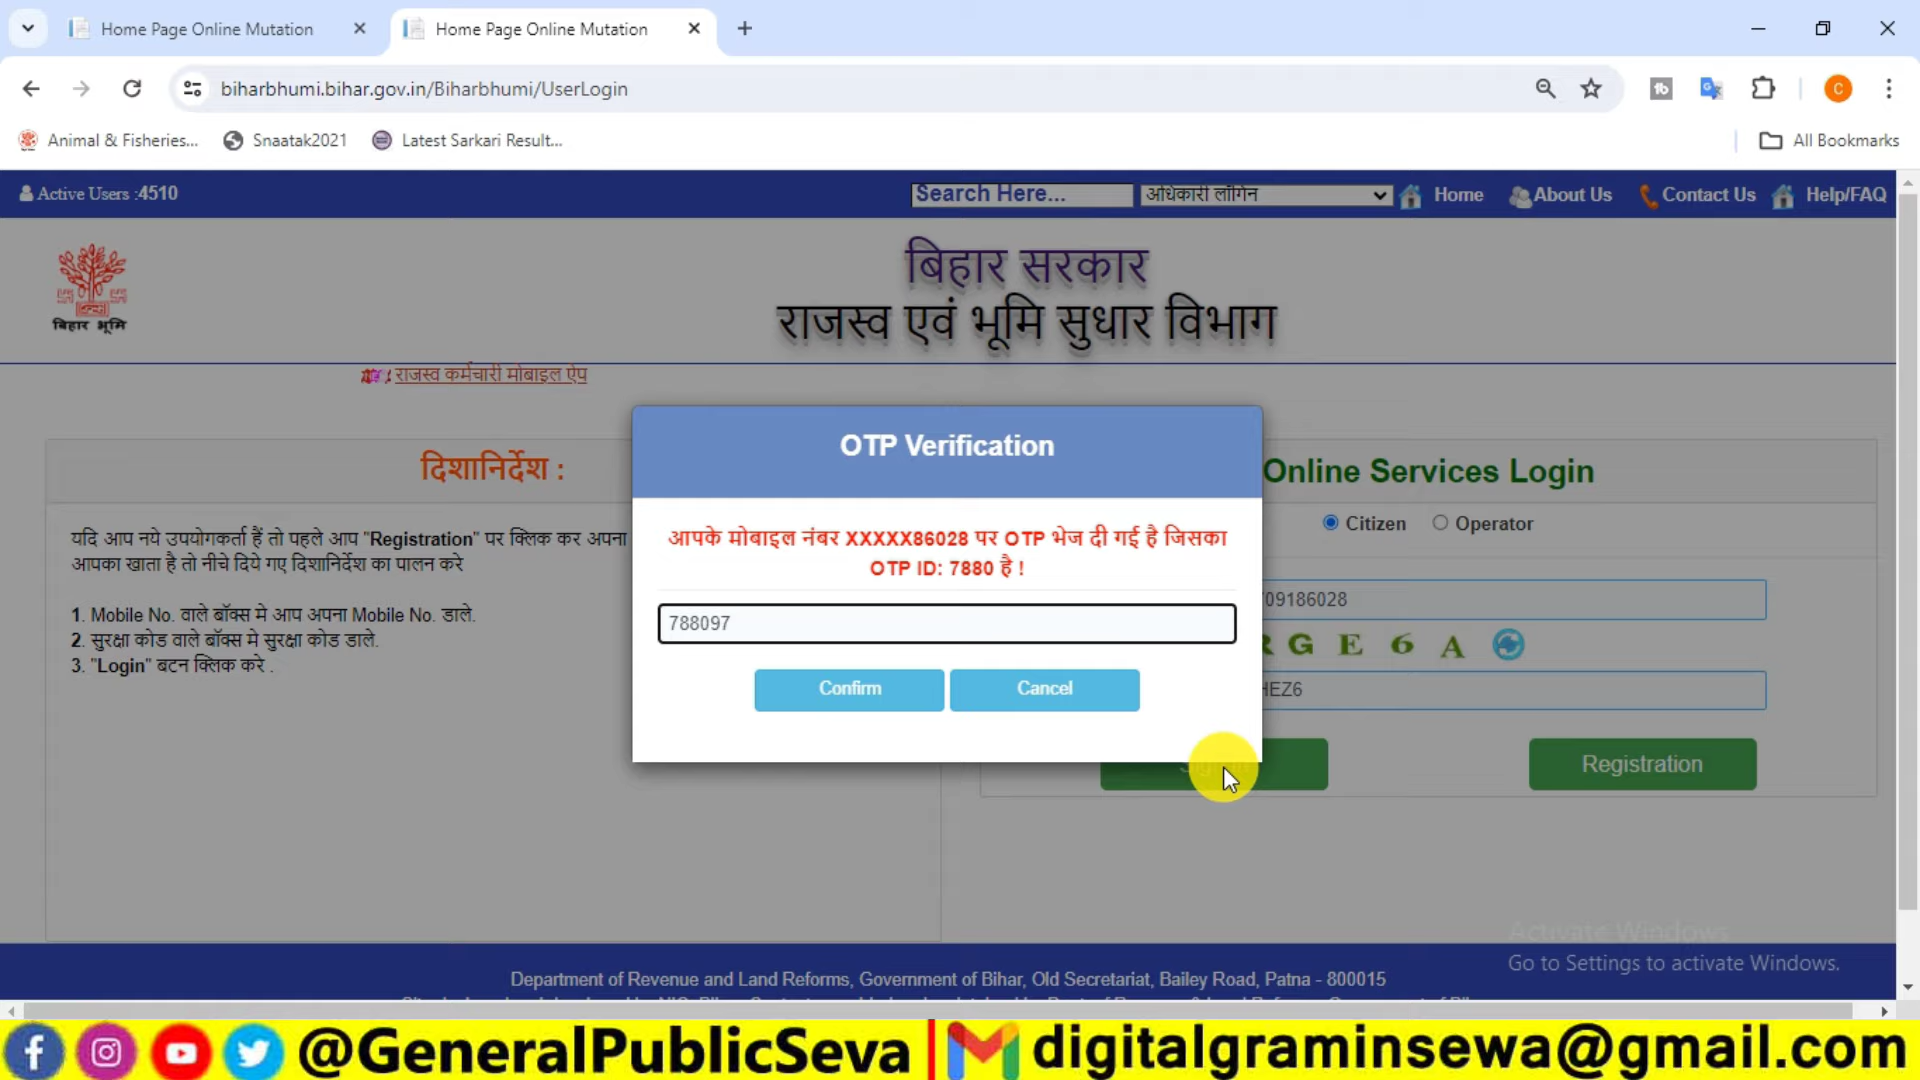 Home Page Online Mutation
Home Page Online Mutation
biharbhumi.bihar.gov.in/Biharbhumi/UserLogin
Animal & Fisheries...
Snaatak2021
Latest Sarkari Result...
All Bookmarks
Active Users :4510
Search Here...
अधिकारी लॉगिन
Home
About Us
Contact Us
Help/FAQ
बिहार भूमि
बिहार सरकार
राजस्व एवं भूमि सुधार विभाग
राजस्व कर्मचारी मोबाइल ऐप
दिशानिर्देश :
यदि आप नये उपयोगकर्ता हैं तो पहले आप "Registration" पर क्लिक कर अपना
आपका खाता है तो नीचे दिये गए दिशानिर्देश का पालन करे
1. Mobile No. वाले बॉक्स मे आप अपना Mobile No. डाले.
2. सुरक्षा कोड वाले बॉक्स मे सुरक्षा कोड डाले.
3. "Login" बटन क्लिक करे .
OTP Verification
आपके मोबाइल नंबर XXXXX86028 पर OTP भेज दी गई है जिसका
OTP ID: 7880 है !
788097
Confirm
Cancel
Online Services Login
Citizen
Operator
09186028
R G E 6 A
HEZ6
Registration
Activate Windows
Go to Settings to activate Windows.
Department of Revenue and Land Reforms, Government of Bihar, Old Secretariat, Bailey Road, Patna - 800015
@GeneralPublicSeva
digitalgraminsewa@gmail.com